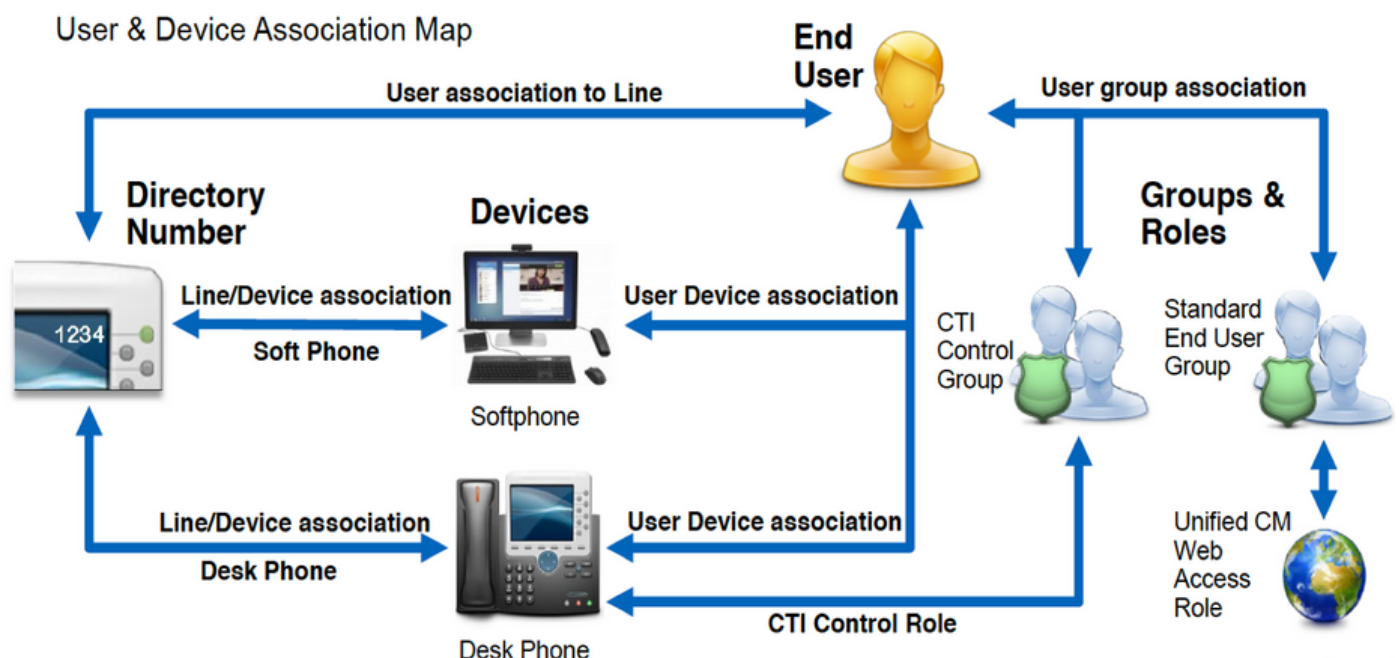 User & Device Association Map
End
User
User association to Line
User group association
Directory
Number
Devices
Groups &
Roles
Line/Device association
Soft Phone
User Device association
1234
CTI
Control
Group
Standard
End User
Group
Softphone
Line/Device association
Desk Phone
User Device association
Unified CM
Web
Access
Role
CTI Control Role
Desk Phone